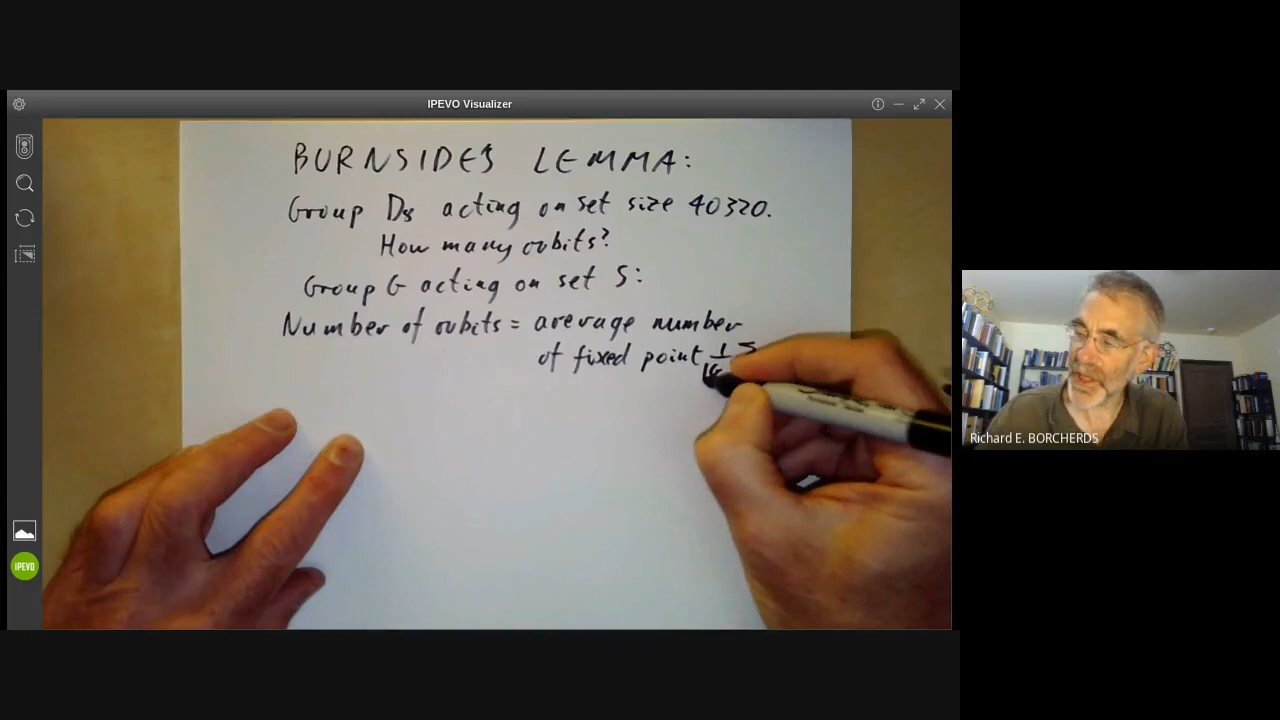 IPEVO Visualizer
BURNSIDES LEMMA:
Group D8 acting on set size 40320.
How many orbits?
Group G acting on set S:
Number of orbits = average number
of fixed point 1
IPEVO
Richard E. BORCHERDS